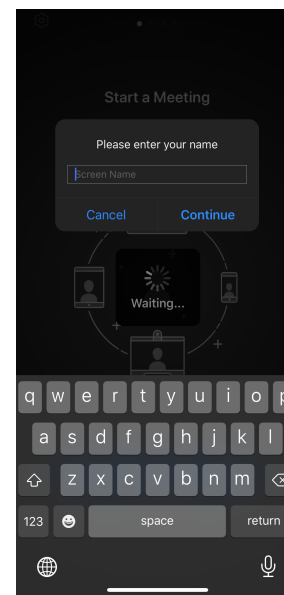 Start a Meeting
Please enter your name
Screen Name
Cancel Continue
Waiting...
q w e r t y u i o p
a s d f g h j k l
z x c v b n m
123 space return